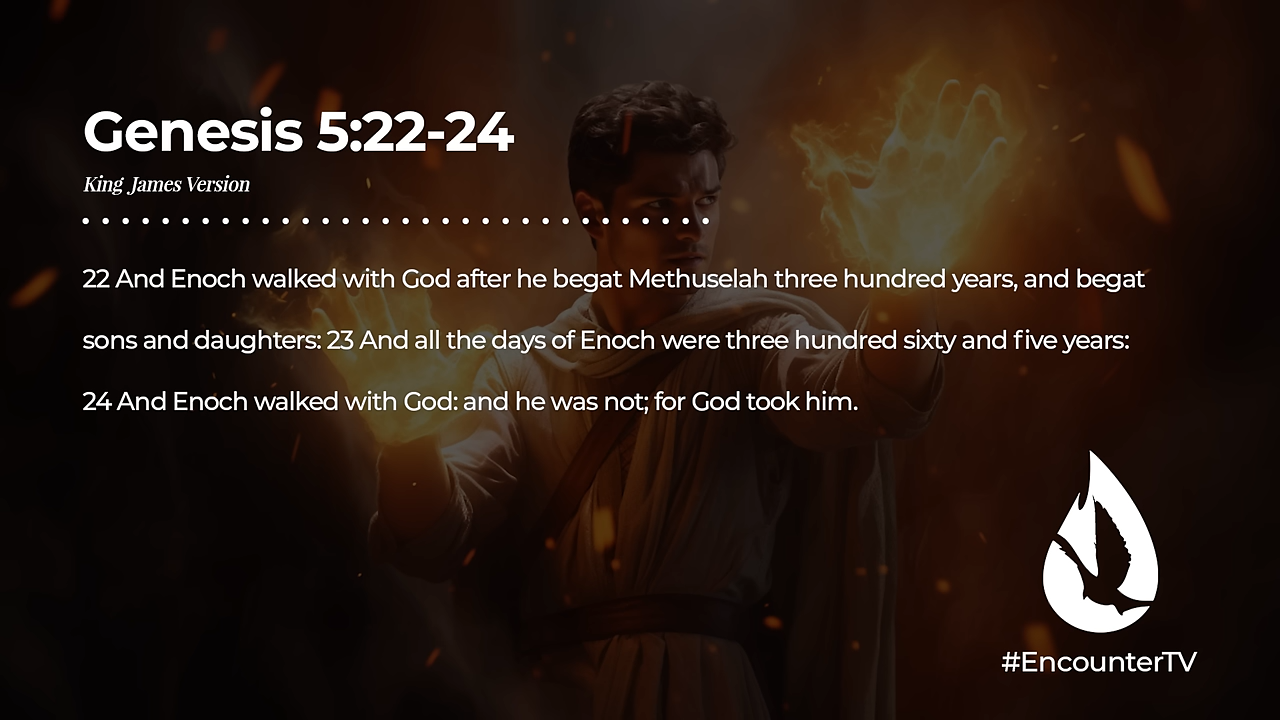 Genesis 5:22-24
King James Version
22 And Enoch walked with God after he begat Methuselah three hundred years, and begat
sons and daughters: 23 And all the days of Enoch were three hundred sixty and five years:
24 And Enoch walked with God: and he was not; for God took him.
#EncounterTV